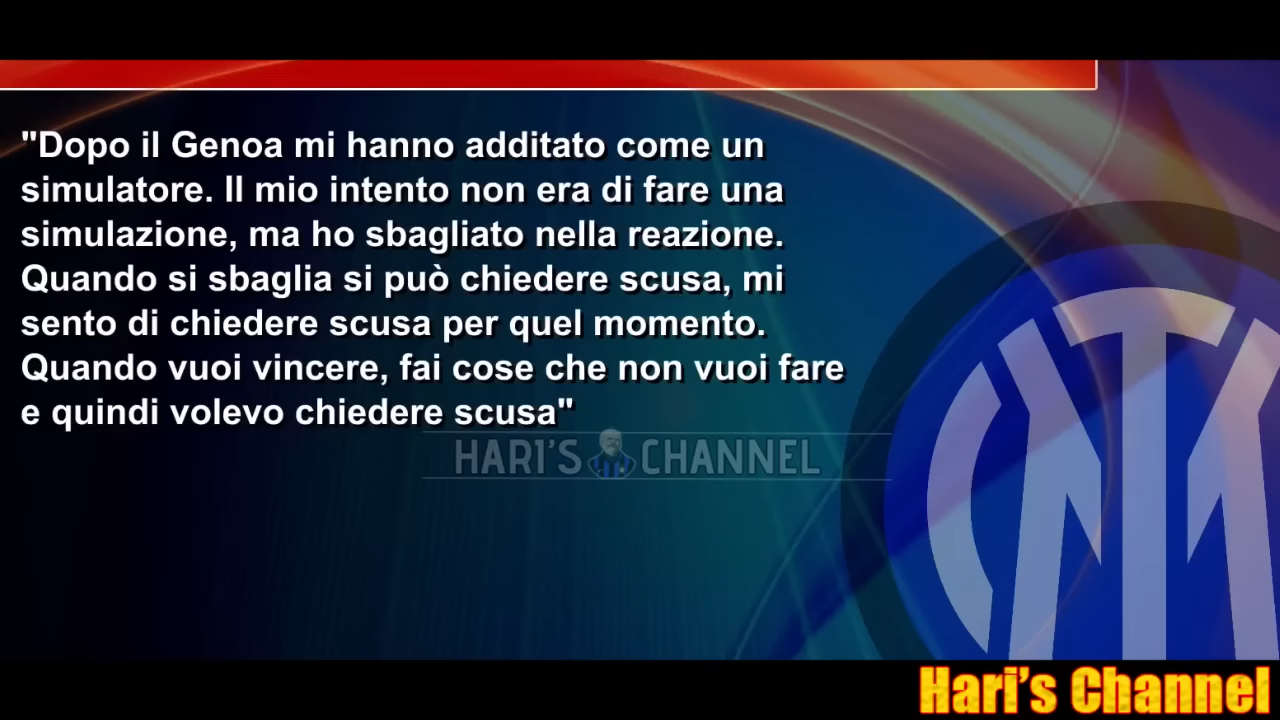 "Dopo il Genoa mi hanno additato come un
simulatore. Il mio intento non era di fare una
simulazione, ma ho sbagliato nella reazione.
Quando si sbaglia si può chiedere scusa, mi
sento di chiedere scusa per quel momento.
Quando vuoi vincere, fai cose che non vuoi fare
e quindi volevo chiedere scusa"
HARI'S CHANNEL
Hari's Channel